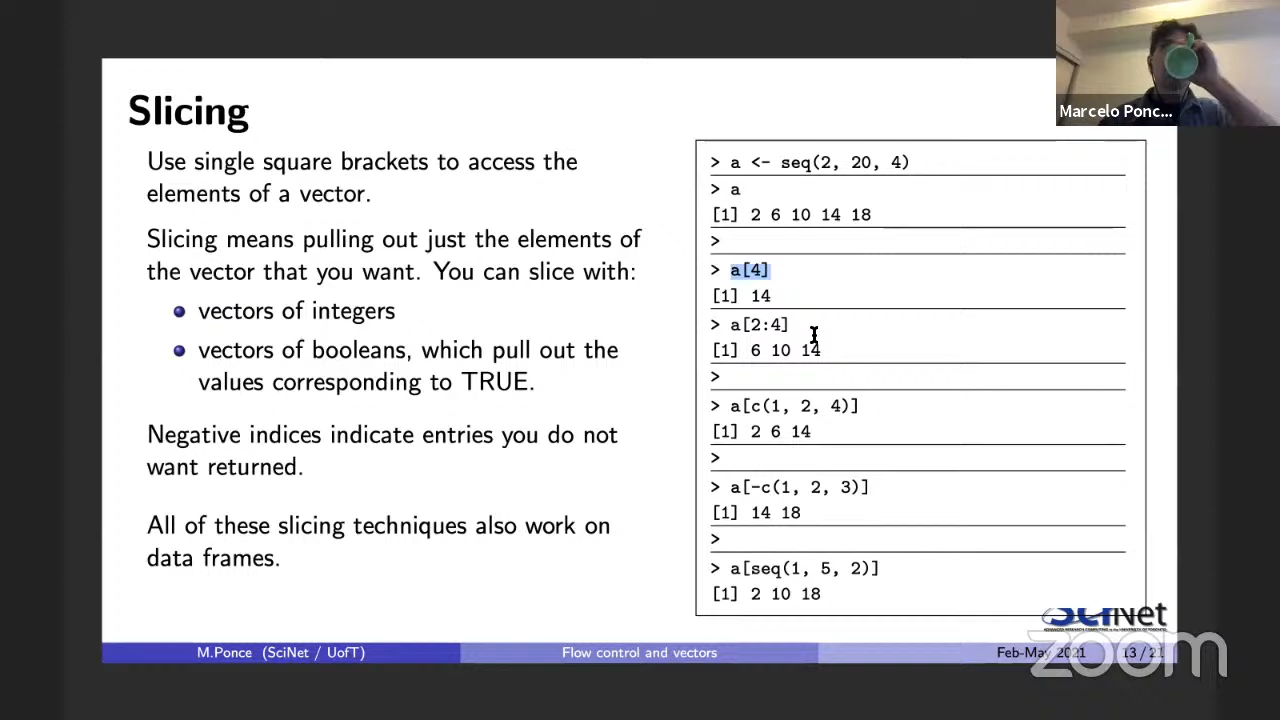 Marcelo Ponc...
Slicing
Use single square brackets to access the
elements of a vector.
Slicing means pulling out just the elements of
the vector that you want. You can slice with:
vectors of integers
vectors of booleans, which pull out the
values corresponding to TRUE.
Negative indices indicate entries you do not
want returned.
All of these slicing techniques also work on
data frames.
> a <- seq(2, 20, 4)
> a
[1] 2 6 10 14 18
>
> a[4]
[1] 14
> a[2:4]
[1] 6 10 14
>
> a[c(1, 2, 4)]
[1] 2 6 14
>
> a[-c(1, 2, 3)]
[1] 14 18
>
> a[seq(1, 5, 2)]
[1] 2 10 18
SciNet
M.Ponce (SciNet / UofT)
Flow control and vectors
Feb-May 2021
13 / 21
zoom